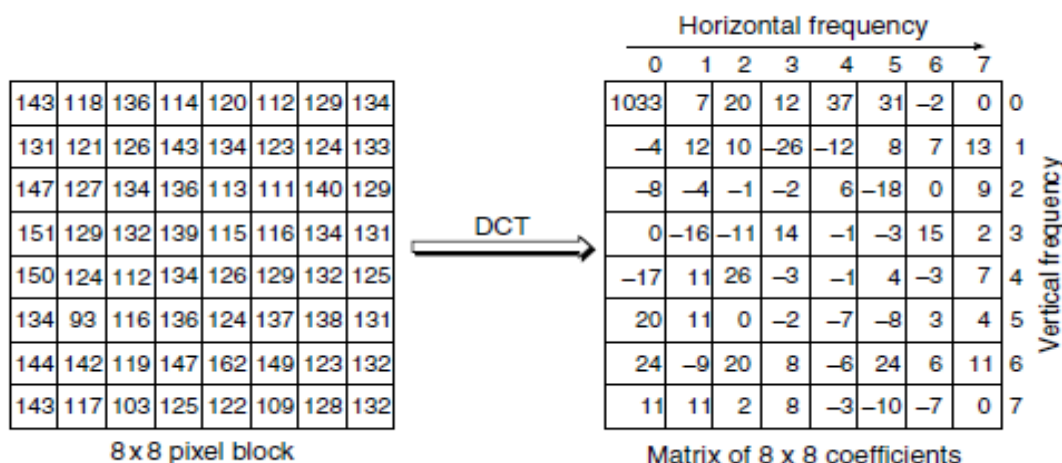 Horizontal frequency
0 1 2 3 4 5 6 7
143 118 136 114 120 112 129 134
1033 7 20 12 37 31 –2 0 0
131 121 126 143 134 123 124 133
–4 12 10 –26 –12 8 7 13 1
147 127 134 136 113 111 140 129
–8 –4 –1 –2 6 –18 0 9 2
151 129 132 139 115 116 134 131
DCT
0 –16 –11 14 –1 –3 15 2 3
150 124 112 134 126 129 132 125
–17 11 26 –3 –1 4 –3 7 4
134 93 116 136 124 137 138 131
20 11 0 –2 –7 –8 3 4 5
144 142 119 147 162 149 123 132
24 –9 20 8 –6 24 6 11 6
143 117 103 125 122 109 128 132
11 11 2 8 –3 –10 –7 0 7
Vertical frequency
8 x 8 pixel block
Matrix of 8 x 8 coefficients